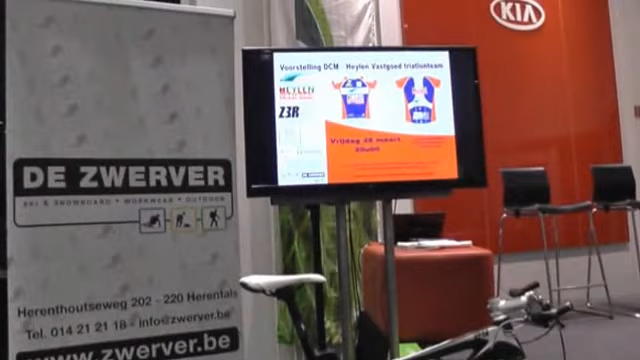 KIA
Voorstelling DCM Heylen Vastgoed triatlonteam
HEYLEN
Z3R
Vrijdag 28 maart
20u00
DE ZWERVER
SKI & SNOWBOARD • WORKWEAR • OUTDOOR
Herenthoutseweg 202 - 220 Herentals
Tel. 014 21 21 18 - info@zwerver.be
www.zwerver.be